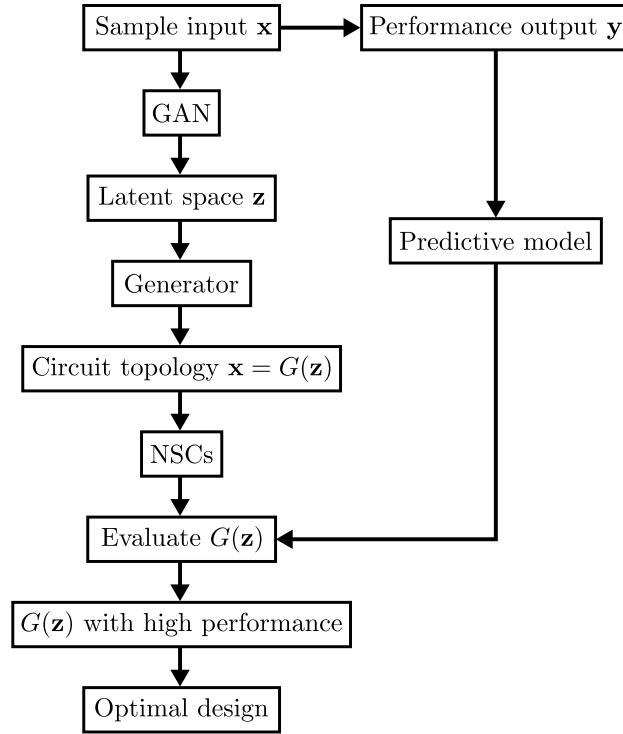 Sample input x
Performance output y
GAN
Latent space z
Predictive model
Generator
Circuit topology x = G(z)
NSCs
Evaluate G(z)
G(z) with high performance
Optimal design